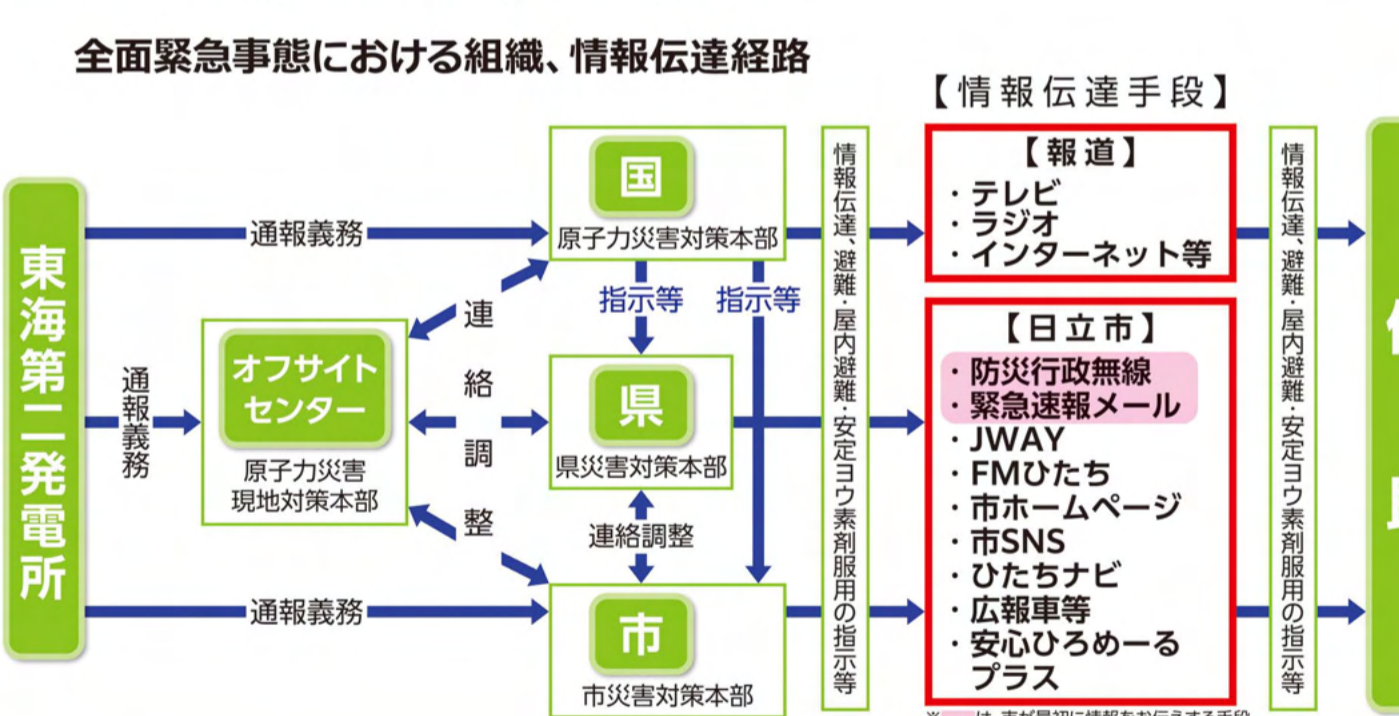 全面緊急事態における組織、情報伝達経路
【情報伝達手段】
東海第二発電所
通報義務
通報義務
通報義務
オフサイト
センター
原子力災害
現地対策本部
連絡調整
国
原子力災害対策本部
指示等
指示等
県
県災害対策本部
連絡調整
市
市災害対策本部
情報伝達、避難・屋内避難・安定ヨウ素剤服用の指示等
【報道】
・テレビ
・ラジオ
・インターネット等
【日立市】
・防災行政無線
・緊急速報メール
・JWAY
・FMひたち
・市ホームページ
・市SNS
・ひたちナビ
・広報車等
・安心ひろめーる
プラス
情報伝達、避難・屋内避難・安定ヨウ素剤服用の指示等